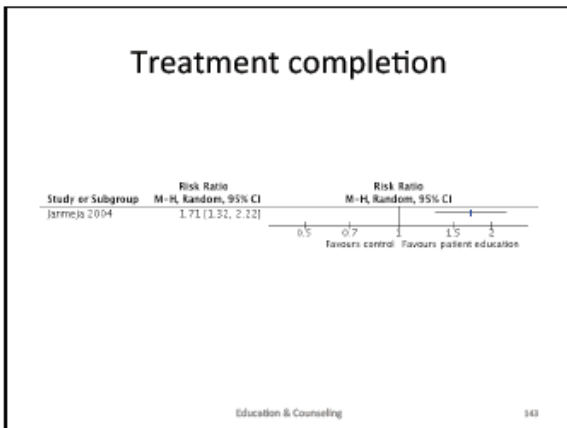 Treatment completion
Risk Ratio Risk Ratio
Study or Subgroup M-H, Random, 95% CI M-H, Random, 95% CI
Janmeja 2004 1.71 [1.32, 2.22]
0.5 0.7 1 1.5 2
Favours control Favours patient education
Education & Counseling 143